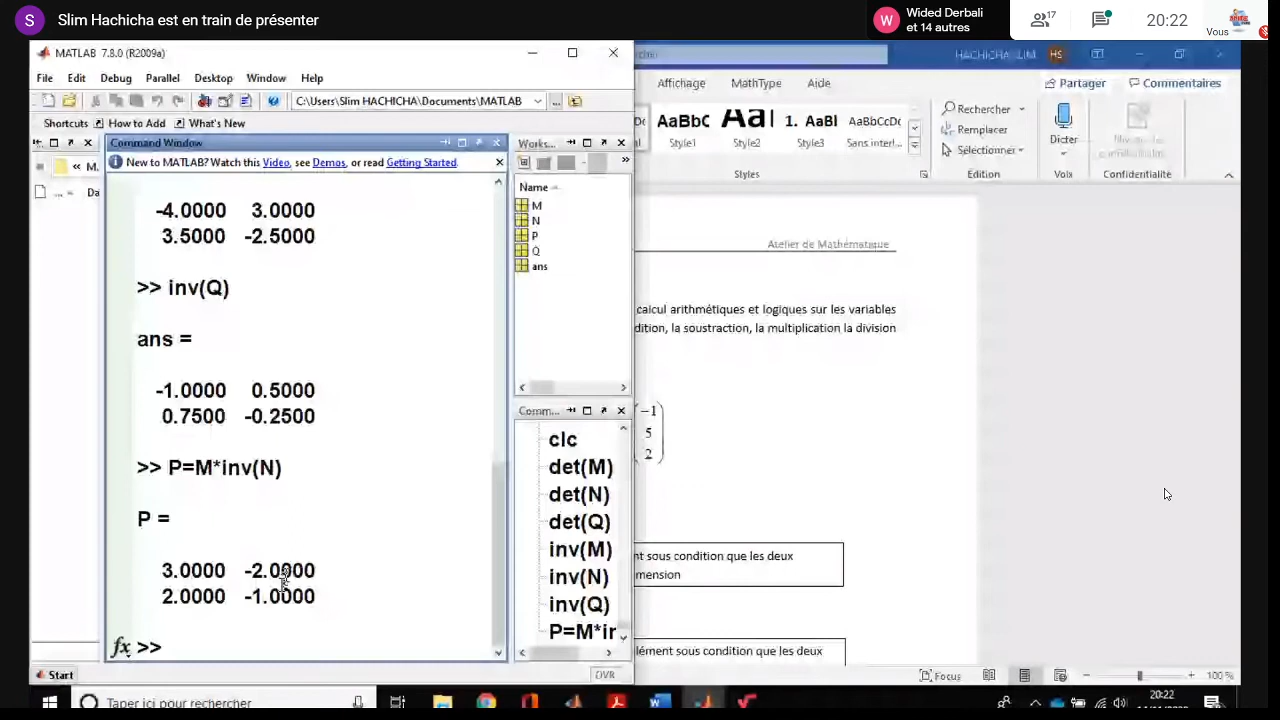 S Slim Hachicha est en train de présenter
W Wided Derbali
et 14 autres
17
20:22
Vous
MATLAB 7.8.0 (R2009a)
HACHICHA SLIM HS
File Edit Debug Parallel Desktop Window Help
Affichage MathType Aide Partager Commentaires
C:\Users\Slim HACHICHA\Documents\MATLAB
Shortcuts How to Add What's New
AaBbC Aal 1. AaBl AaBbCcDc
Style1 Style2 Style3 Sans interl...
Rechercher
Remplacer
Sélectionner
Dicter
Styles Édition Voix Confidentialité
Command Window
Works...
New to MATLAB? Watch this Video, see Demos, or read Getting Started.
« M.
Da
Name
M
N
P
Q
ans
-4.0000 3.0000
3.5000 -2.5000
>> inv(Q)
ans =
-1.0000 0.5000
0.7500 -0.2500
>> P=M*inv(N)
P =
3.0000 -2.0000
2.0000 -1.0000
fx >>
Comm...
clc
det(M)
det(N)
det(Q)
inv(M)
inv(N)
inv(Q)
P=M*ir
Atelier de Mathématique
calcul arithmétiques et logiques sur les variables
dition, la soustraction, la multiplication la division
-1
5
2
nt sous condition que les deux
mension
lément sous condition que les deux
Start
OVR
Focus
100 %
Taper ici pour rechercher
20:22